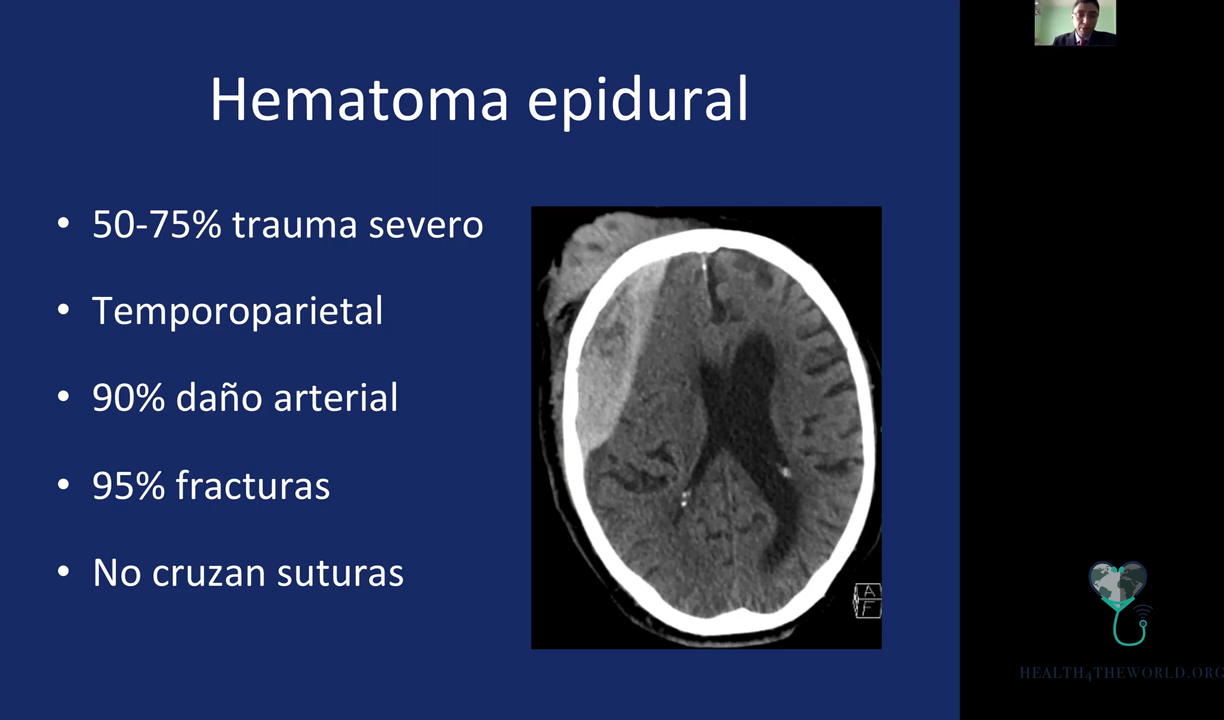 Hematoma epidural
• 50-75% trauma severo
• Temporoparietal
• 90% daño arterial
• 95% fracturas
• No cruzan suturas
A
F
HEALTH4THEWORLD.ORG